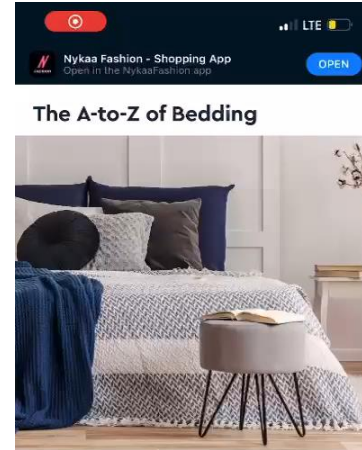 LTE
Nykaa Fashion - Shopping App
Open in the NykaaFashion app
OPEN
The A-to-Z of Bedding